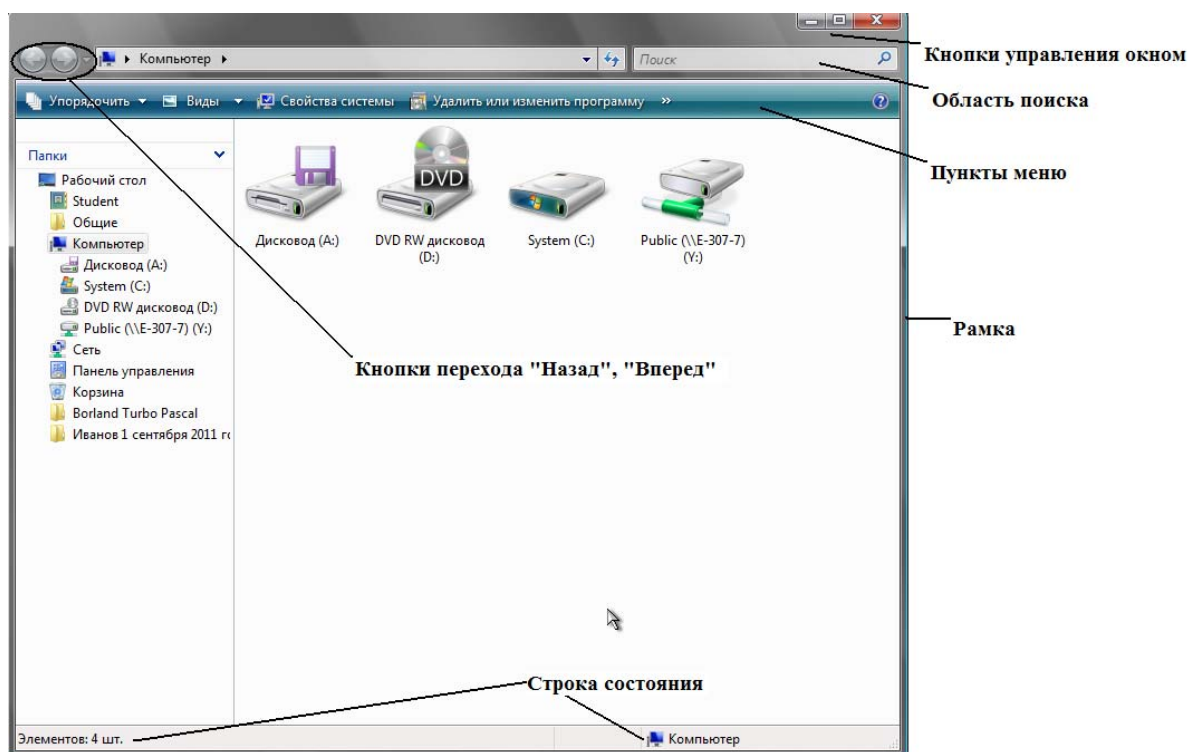 Кнопки управления окном
Компьютер
Поиск
Область поиска
Упорядочить
Виды
Свойства системы
Удалить или изменить программу
»
Пункты меню
Папки
Рабочий стол
Student
Общие
Компьютер
Дисковод (A:)
System (C:)
DVD RW дисковод (D:)
Public (\\E-307-7) (Y:)
Сеть
Панель управления
Корзина
Borland Turbo Pascal
Иванов 1 сентября 2011 го
DVD
Дисковод (A:)
DVD RW дисковод
(D:)
System (C:)
Public (\\E-307-7)
(Y:)
Рамка
Кнопки перехода "Назад", "Вперед"
Строка состояния
Элементов: 4 шт.
Компьютер